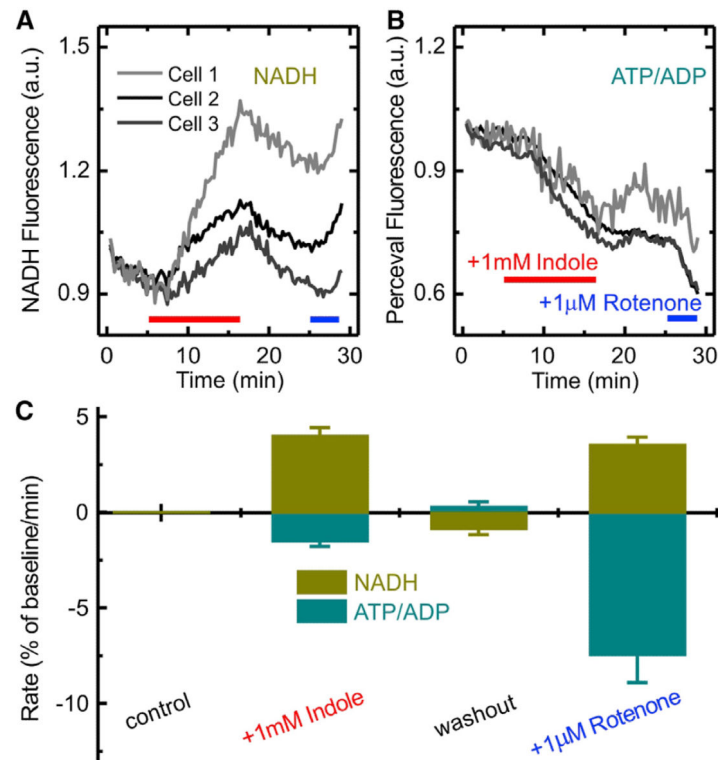 A
NADH Fluorescence (a.u.)
1.5
1.2
0.9
Cell 1
Cell 2
Cell 3
NADH
0 10 20 30
Time (min)
B
Perceval Fluorescence (a.u.)
1.2
0.9
0.6
ATP/ADP
+1mM Indole
+1μM Rotenone
0 10 20 30
Time (min)
C
Rate (% of baseline/min)
5
0
-5
-10
NADH
ATP/ADP
control
+1mM Indole
washout
+1μM Rotenone